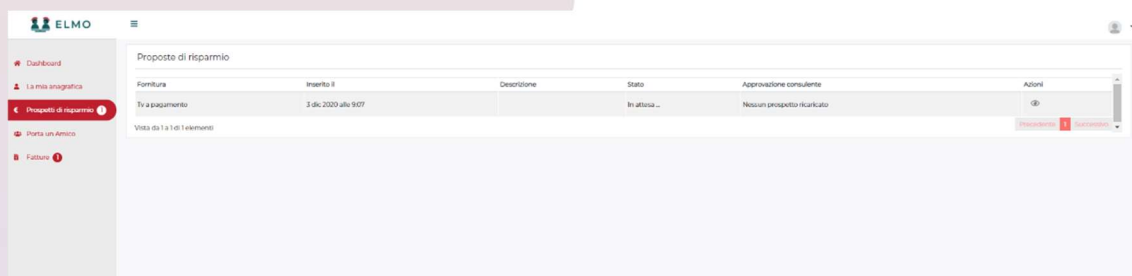 ELMO
Dashboard
La mia anagrafica
Prospetti di risparmio 1
Porta un Amico
Fatture 1
Proposte di risparmio
Fornitura Inserito il Descrizione Stato Approvazione consulente Azioni
Tv a pagamento 3 dic 2020 alle 9:07 In attesa ... Nessun prospetto ricaricato
Vista da 1 a 1 di 1 elementi
Precedente 1 Successivo